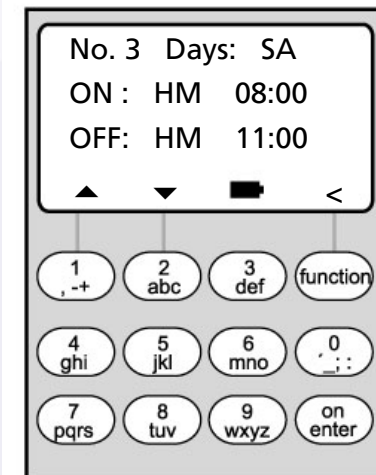 No. 3 Days: SA
ON : HM 08:00
OFF: HM 11:00
<
1
, -+
2
abc
3
def
function
4
ghi
5
jkl
6
mno
0
´_; :
7
pqrs
8
tuv
9
wxyz
on
enter